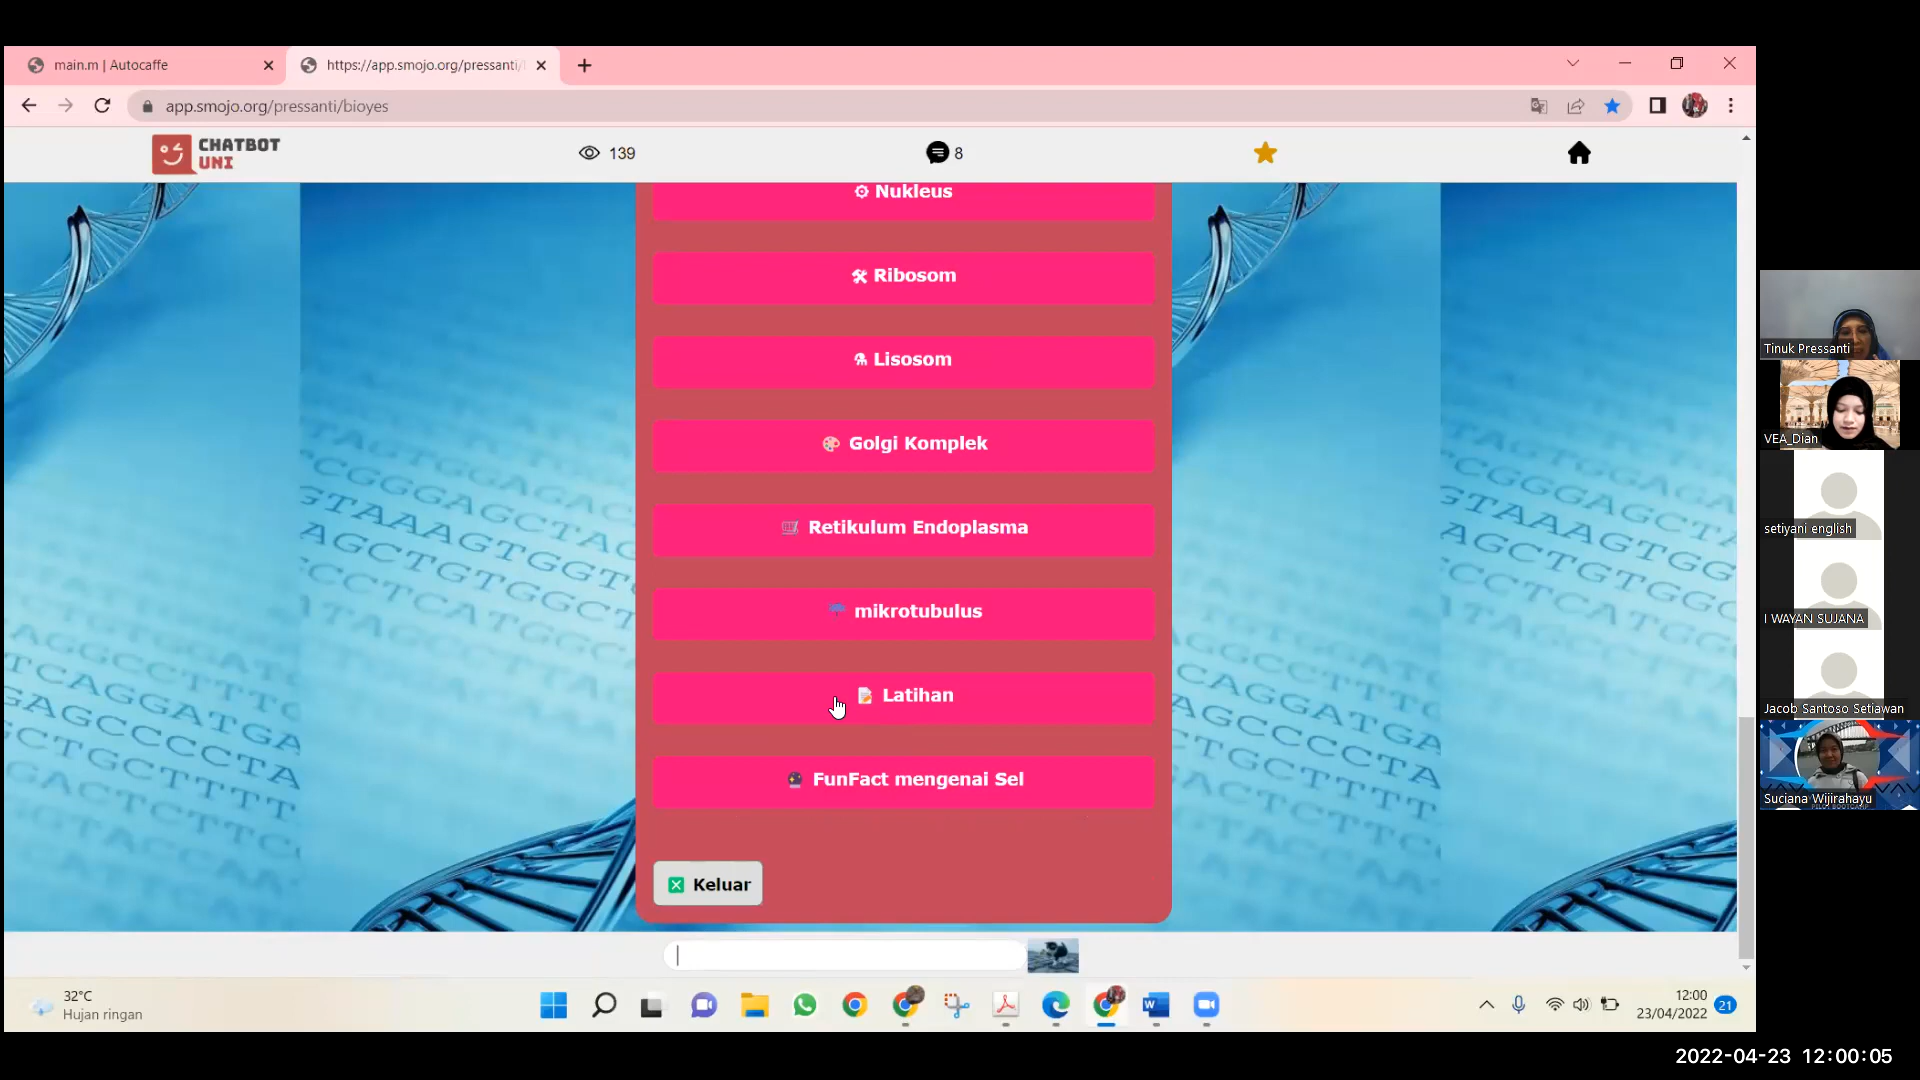 main.m | Autocaffe
https://app.smojo.org/pressanti/
app.smojo.org/pressanti/bioyes
CHATBOT
UNI
139
8
Nukleus
Ribosom
Lisosom
Golgi Komplek
Retikulum Endoplasma
mikrotubulus
Latihan
FunFact mengenai Sel
Keluar
Tinuk Pressanti
VEA_Dian
setiyani english
I WAYAN SUJANA
Jacob Santoso Setiawan
Suciana Wijirahayu
32°C
Hujan ringan
12:00
23/04/2022
21
2022-04-23 12:00:05